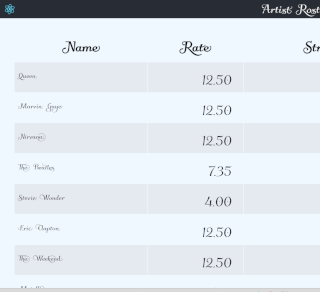 Artist Rost
Name Rate Str
Queen 12.50
Marvin Gaye 12.50
Nirvana 12.50
The Beatles 7.35
Stevie Wonder 4.00
Eric Clapton 12.50
The Weeknd 12.50